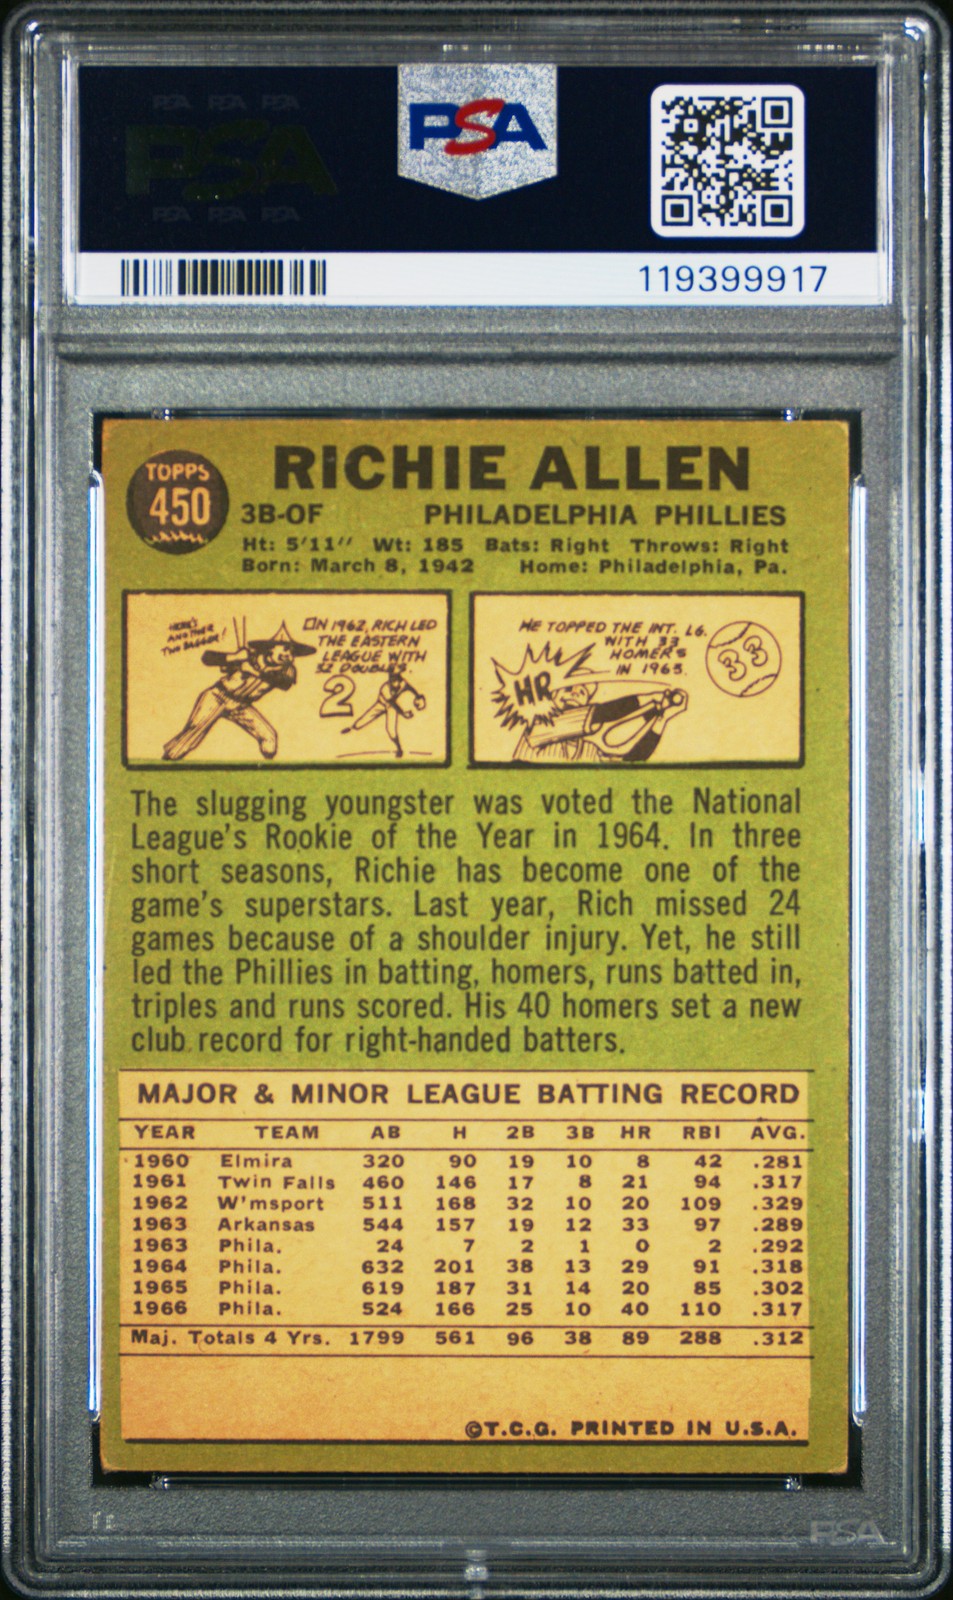 PSA PSA PSA
PSA
PSA PSA PSA
PSA
119399917
TOPPS
450
RICHIE ALLEN
3B-OF PHILADELPHIA PHILLIES
Ht: 5'11" Wt: 185 Bats: Right Throws: Right
Born: March 8, 1942 Home: Philadelphia, Pa.
HERE'S
ANOTHER
TWO BAGGER!
IN 1962, RICH LED
THE EASTERN
LEAGUE WITH
32 DOUBLES.
2
HE TOPPED THE INT. LG.
WITH 33
HOMERS
IN 1963.
33
HR
The slugging youngster was voted the National
League's Rookie of the Year in 1964. In three
short seasons, Richie has become one of the
game's superstars. Last year, Rich missed 24
games because of a shoulder injury. Yet, he still
led the Phillies in batting, homers, runs batted in,
triples and runs scored. His 40 homers set a new
club record for right-handed batters.
MAJOR & MINOR LEAGUE BATTING RECORD
YEAR TEAM AB H 2B 3B HR RBI AVG.
1960 Elmira 320 90 19 10 8 42 .281
1961 Twin Falls 460 146 17 8 21 94 .317
1962 W'msport 511 168 32 10 20 109 .329
1963 Arkansas 544 157 19 12 33 97 .289
1963 Phila. 24 7 2 1 0 2 .292
1964 Phila. 632 201 38 13 29 91 .318
1965 Phila. 619 187 31 14 20 85 .302
1966 Phila. 524 166 25 10 40 110 .317
Maj. Totals 4 Yrs. 1799 561 96 38 89 288 .312
©T.C.G. PRINTED IN U.S.A.
PSA